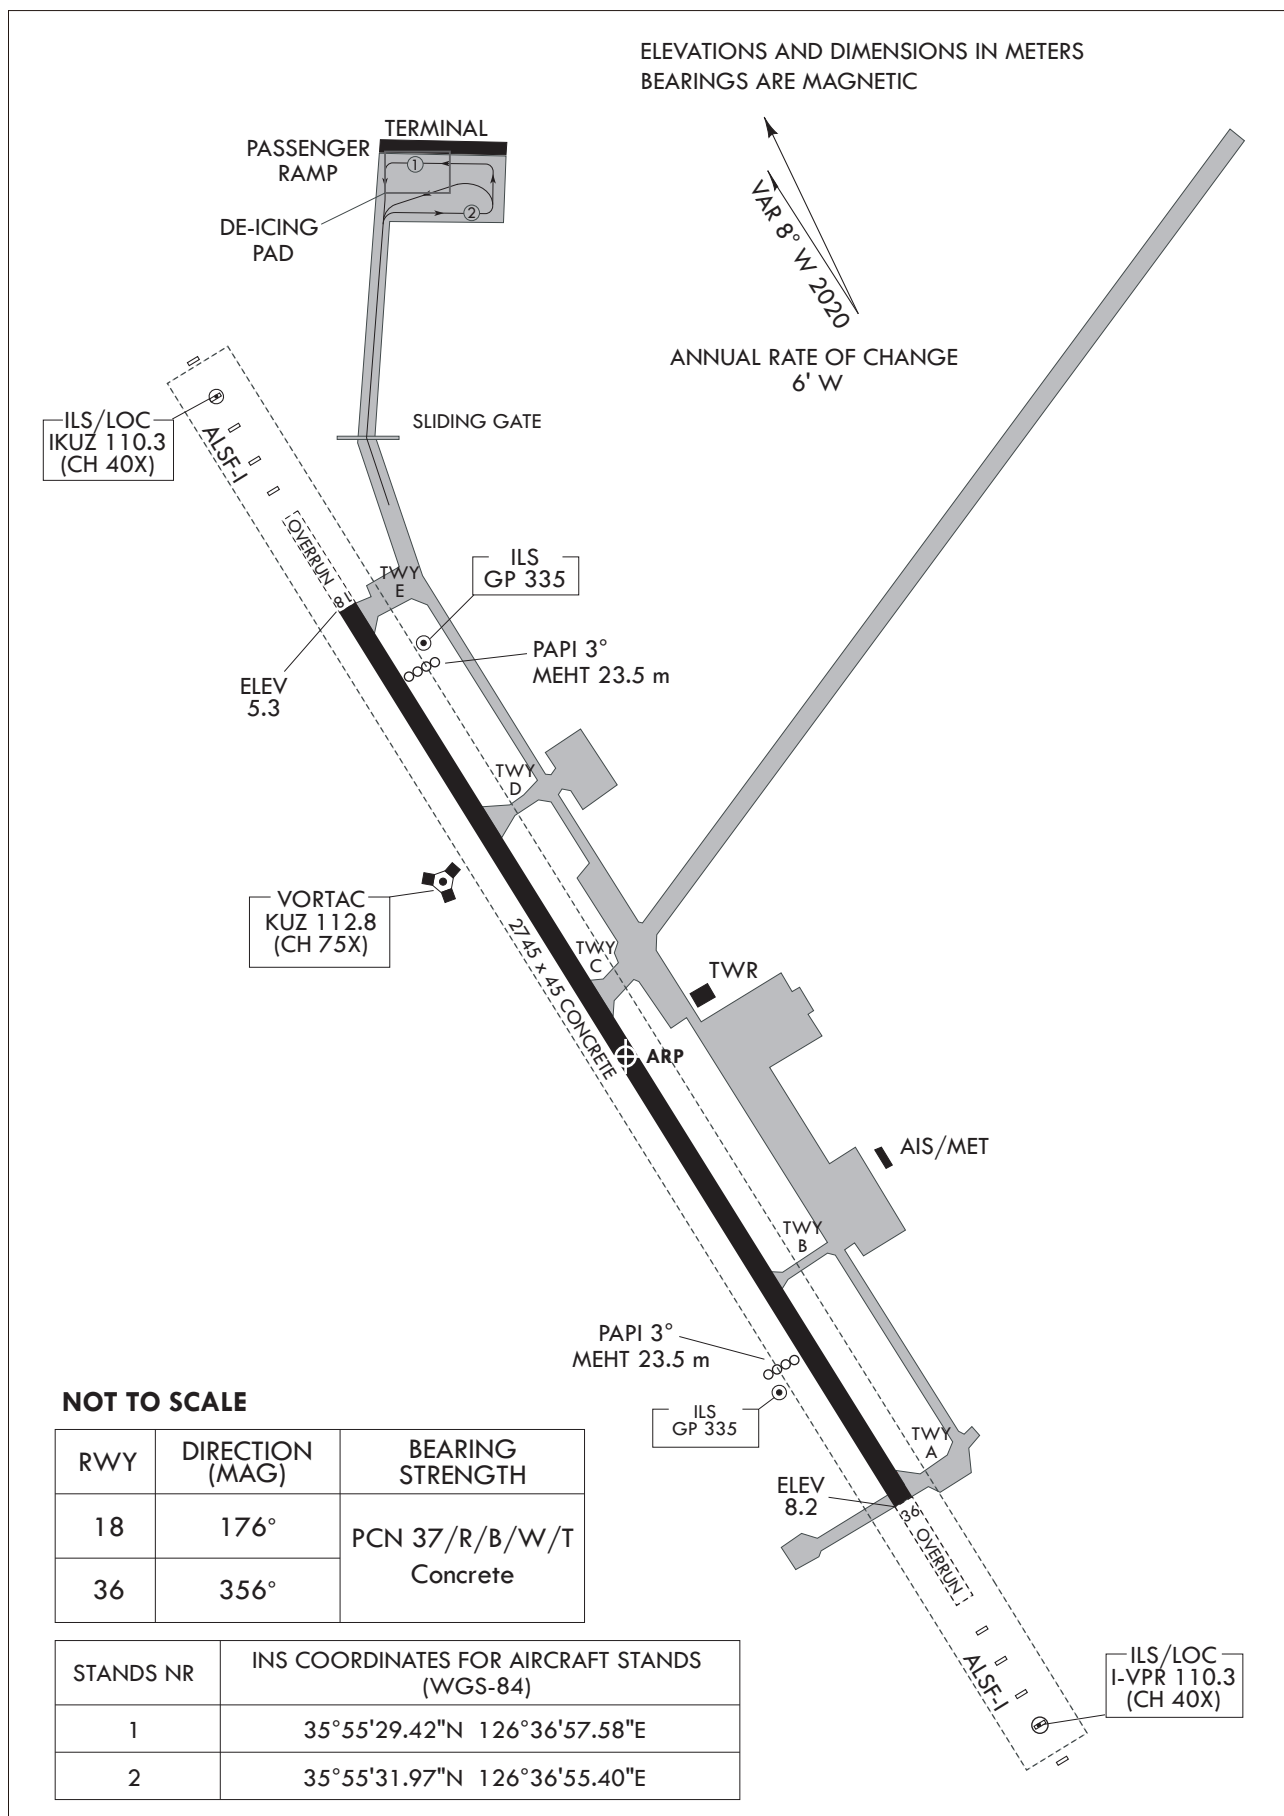 ELEVATIONS AND DIMENSIONS IN METERS
BEARINGS ARE MAGNETIC
TERMINAL
PASSENGER
RAMP
1
2
DE-ICING
PAD
VAR 8° W 2020
ANNUAL RATE OF CHANGE
6' W
SLIDING GATE
ILS/LOC
IKUZ 110.3
(CH 40X)
ALSF-I
OVERRUN
18
TWY
E
ILS
GP 335
PAPI 3°
MEHT 23.5 m
ELEV
5.3
TWY
D
VORTAC
KUZ 112.8
(CH 75X)
2745 x 45 CONCRETE
TWY
C
TWR
ARP
AIS/MET
TWY
B
PAPI 3°
MEHT 23.5 m
ILS
GP 335
TWY
A
ELEV
8.2
36
OVERRUN
ALSF-I
ILS/LOC
I-VPR 110.3
(CH 40X)
NOT TO SCALE
RWY DIRECTION (MAG) BEARING STRENGTH
18 176° PCN 37/R/B/W/T
36 356° Concrete
STANDS NR INS COORDINATES FOR AIRCRAFT STANDS
(WGS-84)
1 35°55'29.42"N 126°36'57.58"E
2 35°55'31.97"N 126°36'55.40"E